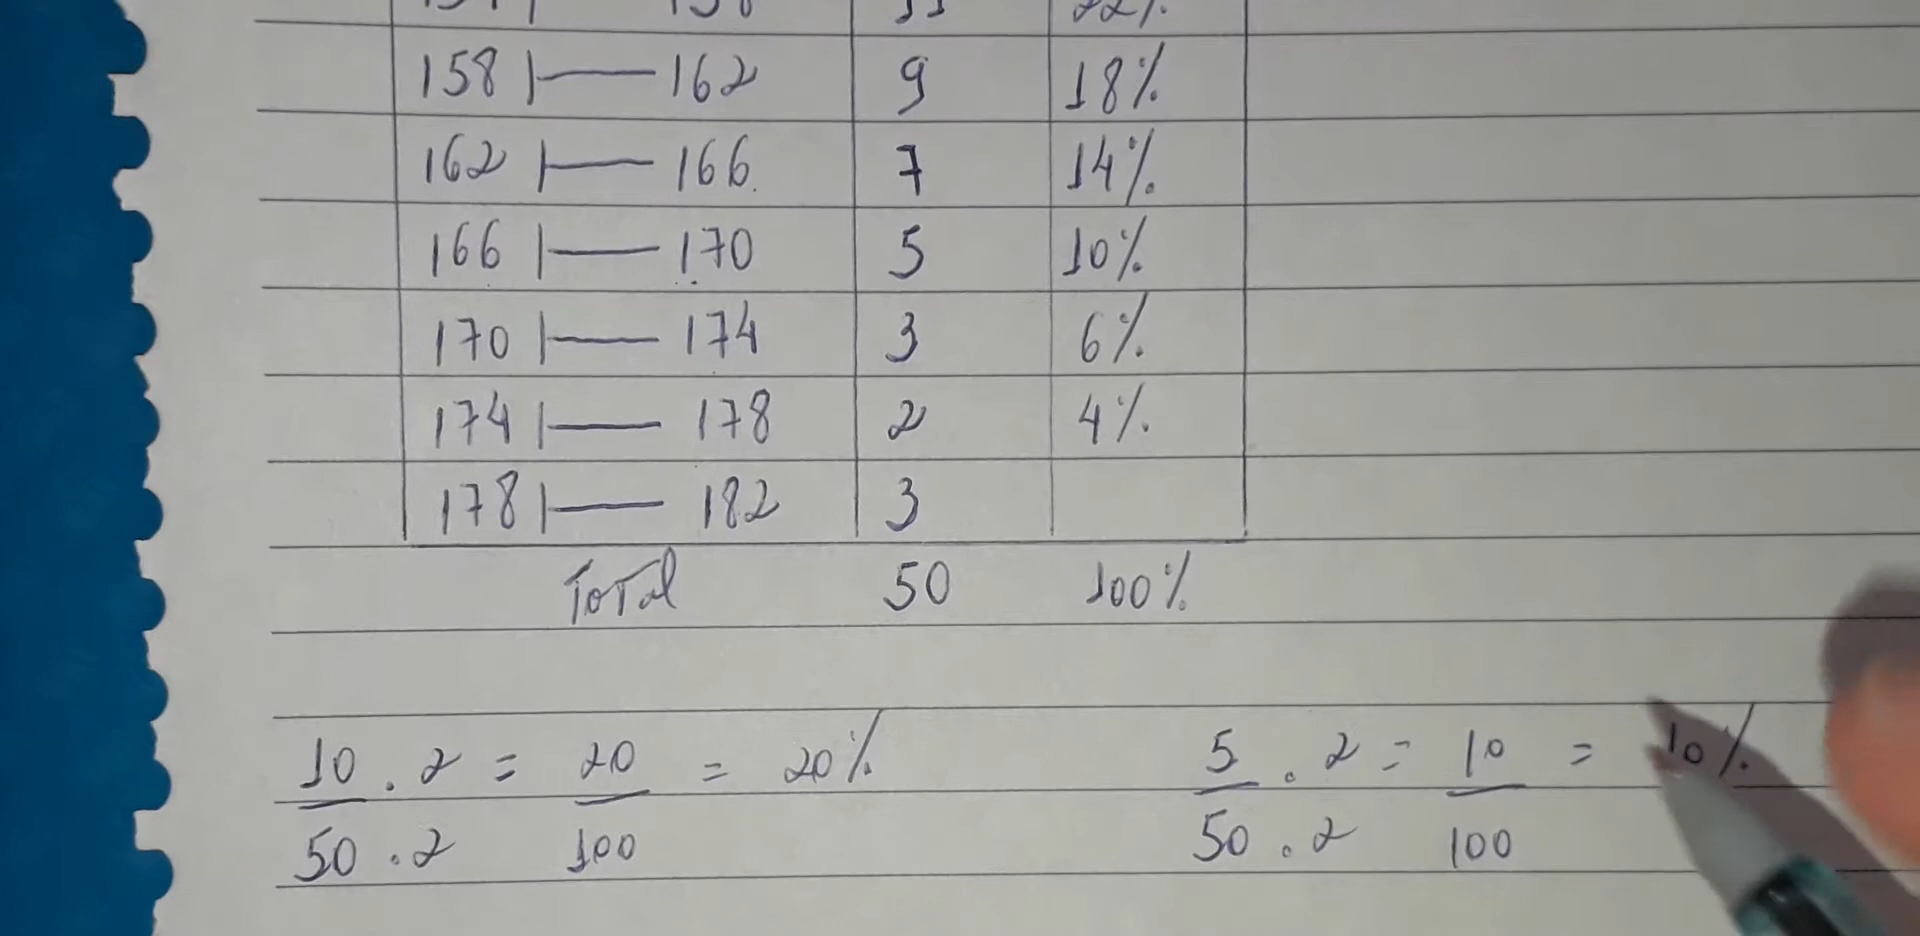 22%
158 |—— 162 9 18%
162 |—— 166 7 14%
166 |—— 170 5 10%
170 |—— 174 3 6%
174 |—— 178 2 4%
178 |—— 182 3
Total 50 100%
10 . 2 = 20 = 20% 5 . 2 = 10 = 10%
50 . 2 100 50 . 2 100